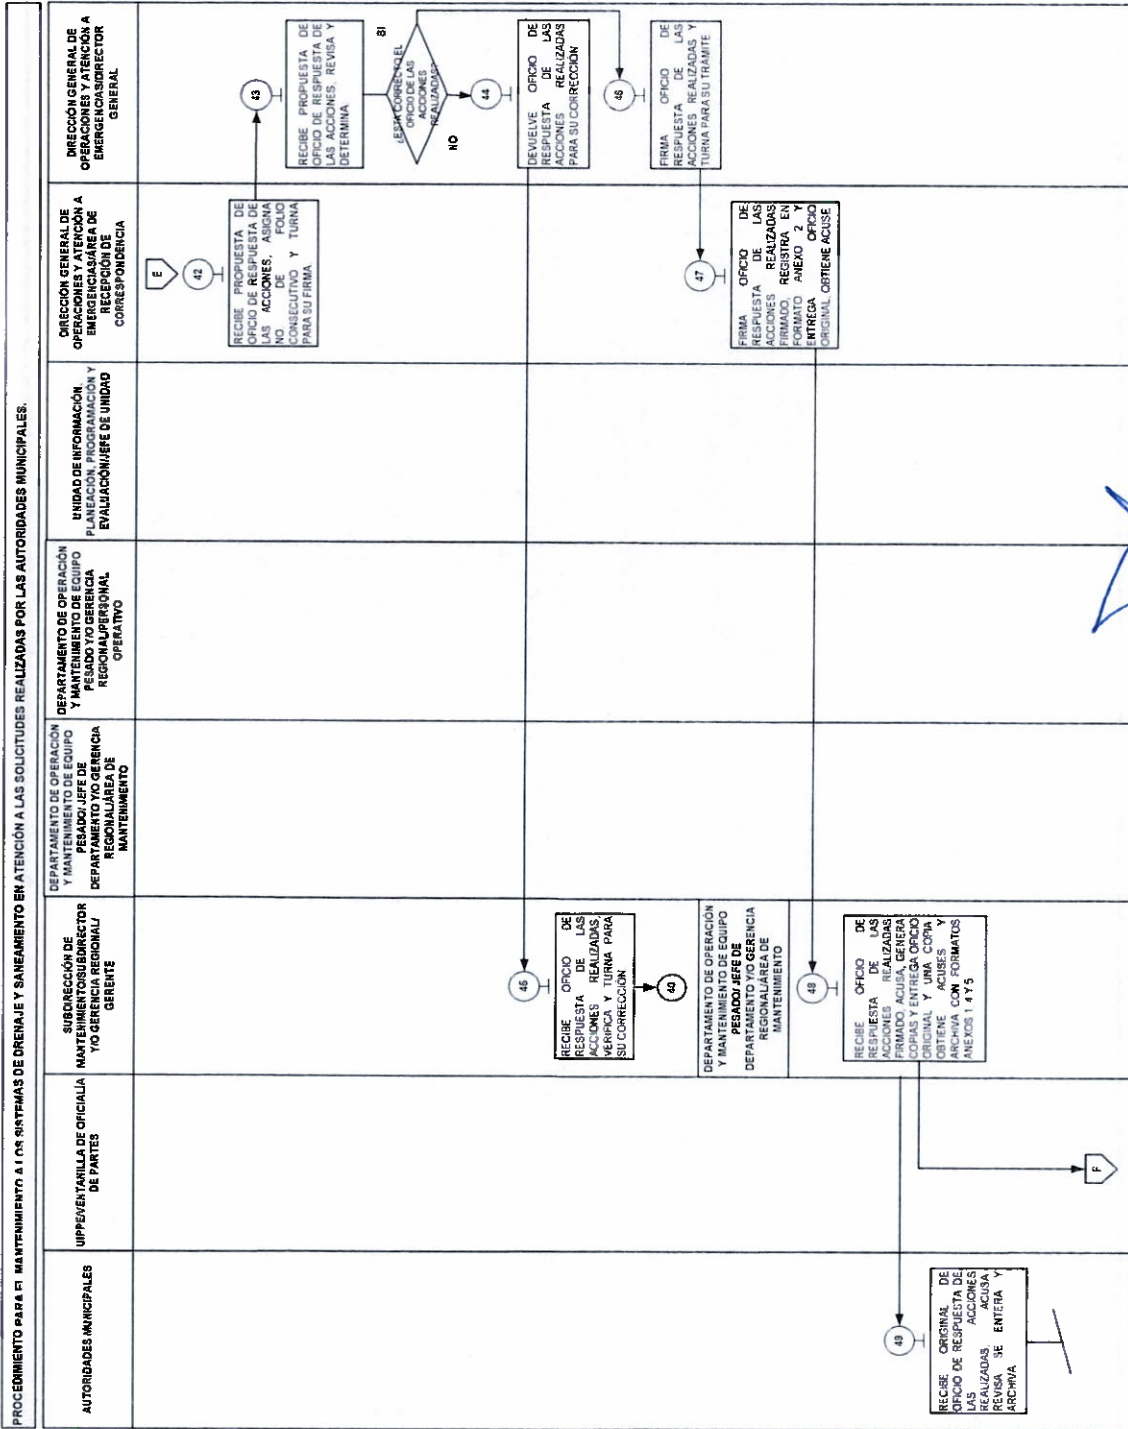 PROCEDIMIENTO PARA EL MANTENIMIENTO A LOS SISTEMAS DE DRENAJE Y SANEAMIENTO EN ATENCIÓN A LAS SOLICITUDES REALIZADAS POR LAS AUTORIDADES MUNICIPALES.
AUTORIDADES MUNICIPALES
UIPPE/VENTANILLA DE OFICIALÍA
DE PARTES
SUBDIRECCIÓN DE
MANTENIMIENTO/SUBDIRECTOR
Y/O GERENCIA REGIONAL/
GERENTE
DEPARTAMENTO DE OPERACIÓN
Y MANTENIMIENTO DE EQUIPO
PESADO/ JEFE DE
DEPARTAMENTO Y/O GERENCIA
REGIONAL/ÁREA DE
MANTENIMIENTO
DEPARTAMENTO DE OPERACIÓN
Y MANTENIMIENTO DE EQUIPO
PESADO Y/O GERENCIA
REGIONAL/PERSONAL
OPERATIVO
UNIDAD DE INFORMACIÓN,
PLANEACIÓN, PROGRAMACIÓN Y
EVALUACIÓN/JEFE DE UNIDAD
DIRECCIÓN GENERAL DE
OPERACIONES Y ATENCIÓN A
EMERGENCIAS/ÁREA DE
RECEPCIÓN DE
CORRESPONDENCIA
DIRECCIÓN GENERAL DE
OPERACIONES Y ATENCIÓN A
EMERGENCIAS/DIRECTOR
GENERAL
E
42
RECIBE PROPUESTA DE
OFICIO DE RESPUESTA DE
LAS ACCIONES, ASIGNA
NO DE FOLIO
CONSECUTIVO Y TURNA
PARA SU FIRMA
43
RECIBE PROPUESTA DE
OFICIO DE RESPUESTA DE
LAS ACCIONES, REVISA Y
DETERMINA
¿ESTA CORRECTO EL
OFICIO DE LAS
ACCIONES
REALIZADAS?
SI
NO
44
DEVUELVE OFICIO DE
RESPUESTA DE LAS
ACCIONES REALIZADAS
PARA SU CORRECCIÓN
45
RECIBE OFICIO DE
RESPUESTA DE LAS
ACCIONES REALIZADAS,
VERIFICA Y TURNA PARA
SU CORRECCIÓN
40
46
FIRMA OFICIO DE
RESPUESTA DE LAS
ACCIONES REALIZADAS Y
TURNA PARA SU TRAMITE
47
FIRMA OFICIO DE
RESPUESTA DE LAS
ACCIONES REALIZADAS
FIRMADO, REGISTRA EN
FORMATO ANEXO 2 Y
ENTREGA OFICIO
ORIGINAL, OBTIENE ACUSE
DEPARTAMENTO DE OPERACIÓN
Y MANTENIMIENTO DE EQUIPO
PESADO/ JEFE DE
DEPARTAMENTO Y/O GERENCIA
REGIONAL/ÁREA DE
MANTENIMIENTO
48
RECIBE OFICIO DE
RESPUESTA DE LAS
ACCIONES REALIZADAS
FIRMADO, ACUSA, GENERA
COPIAS Y ENTREGA OFICIO
ORIGINAL Y UNA COPIA
OBTIENE ACUSES Y
ARCHIVA CON FORMATOS
ANEXOS 1 4 Y 5
49
RECIBE ORIGINAL DE
OFICIO DE RESPUESTA DE
LAS ACCIONES
REALIZADAS, ACUSA,
REVISA SE ENTERA Y
ARCHIVA
F